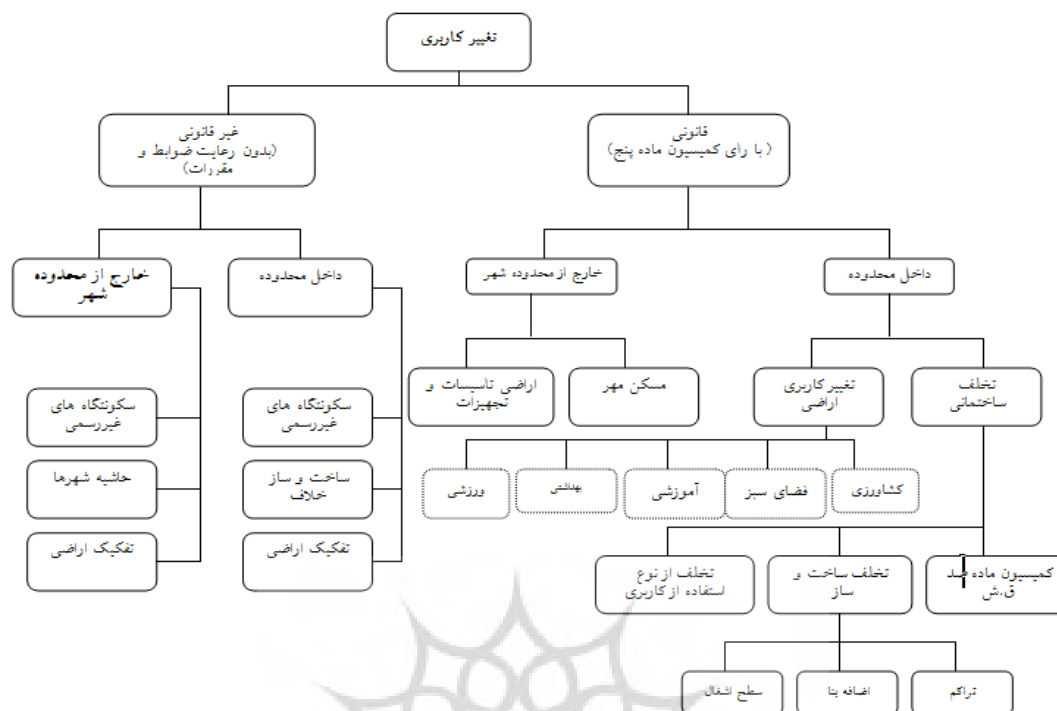 تغییر کاربری
قانونی
( با رأی کمیسیون ماده پنج)
غیر قانونی
(بدون رعایت ضوابط و
مقررات)
داخل محدوده
خارج از محدوده شهر
داخل محدوده
خارج از محدوده
شهر
تخلف
ساختمانی
تغییر کاربری
اراضی
مسکن مهر
اراضی تاسیسات و
تجهیزات
سکونتگاه های
غیررسمی
سکونتگاه های
غیررسمی
کشاورزی
فضای سبز
آموزشی
بهداشتی
ورزشی
ساخت و ساز
خلاف
حاشیه شهرها
تفکیک اراضی
تفکیک اراضی
کمیسیون ماده صد
ق.ش
تخلف ساخت و
ساز
تخلف از نوع
استفاده از کاربری
تراکم
اضافه بنا
سطح اشغال